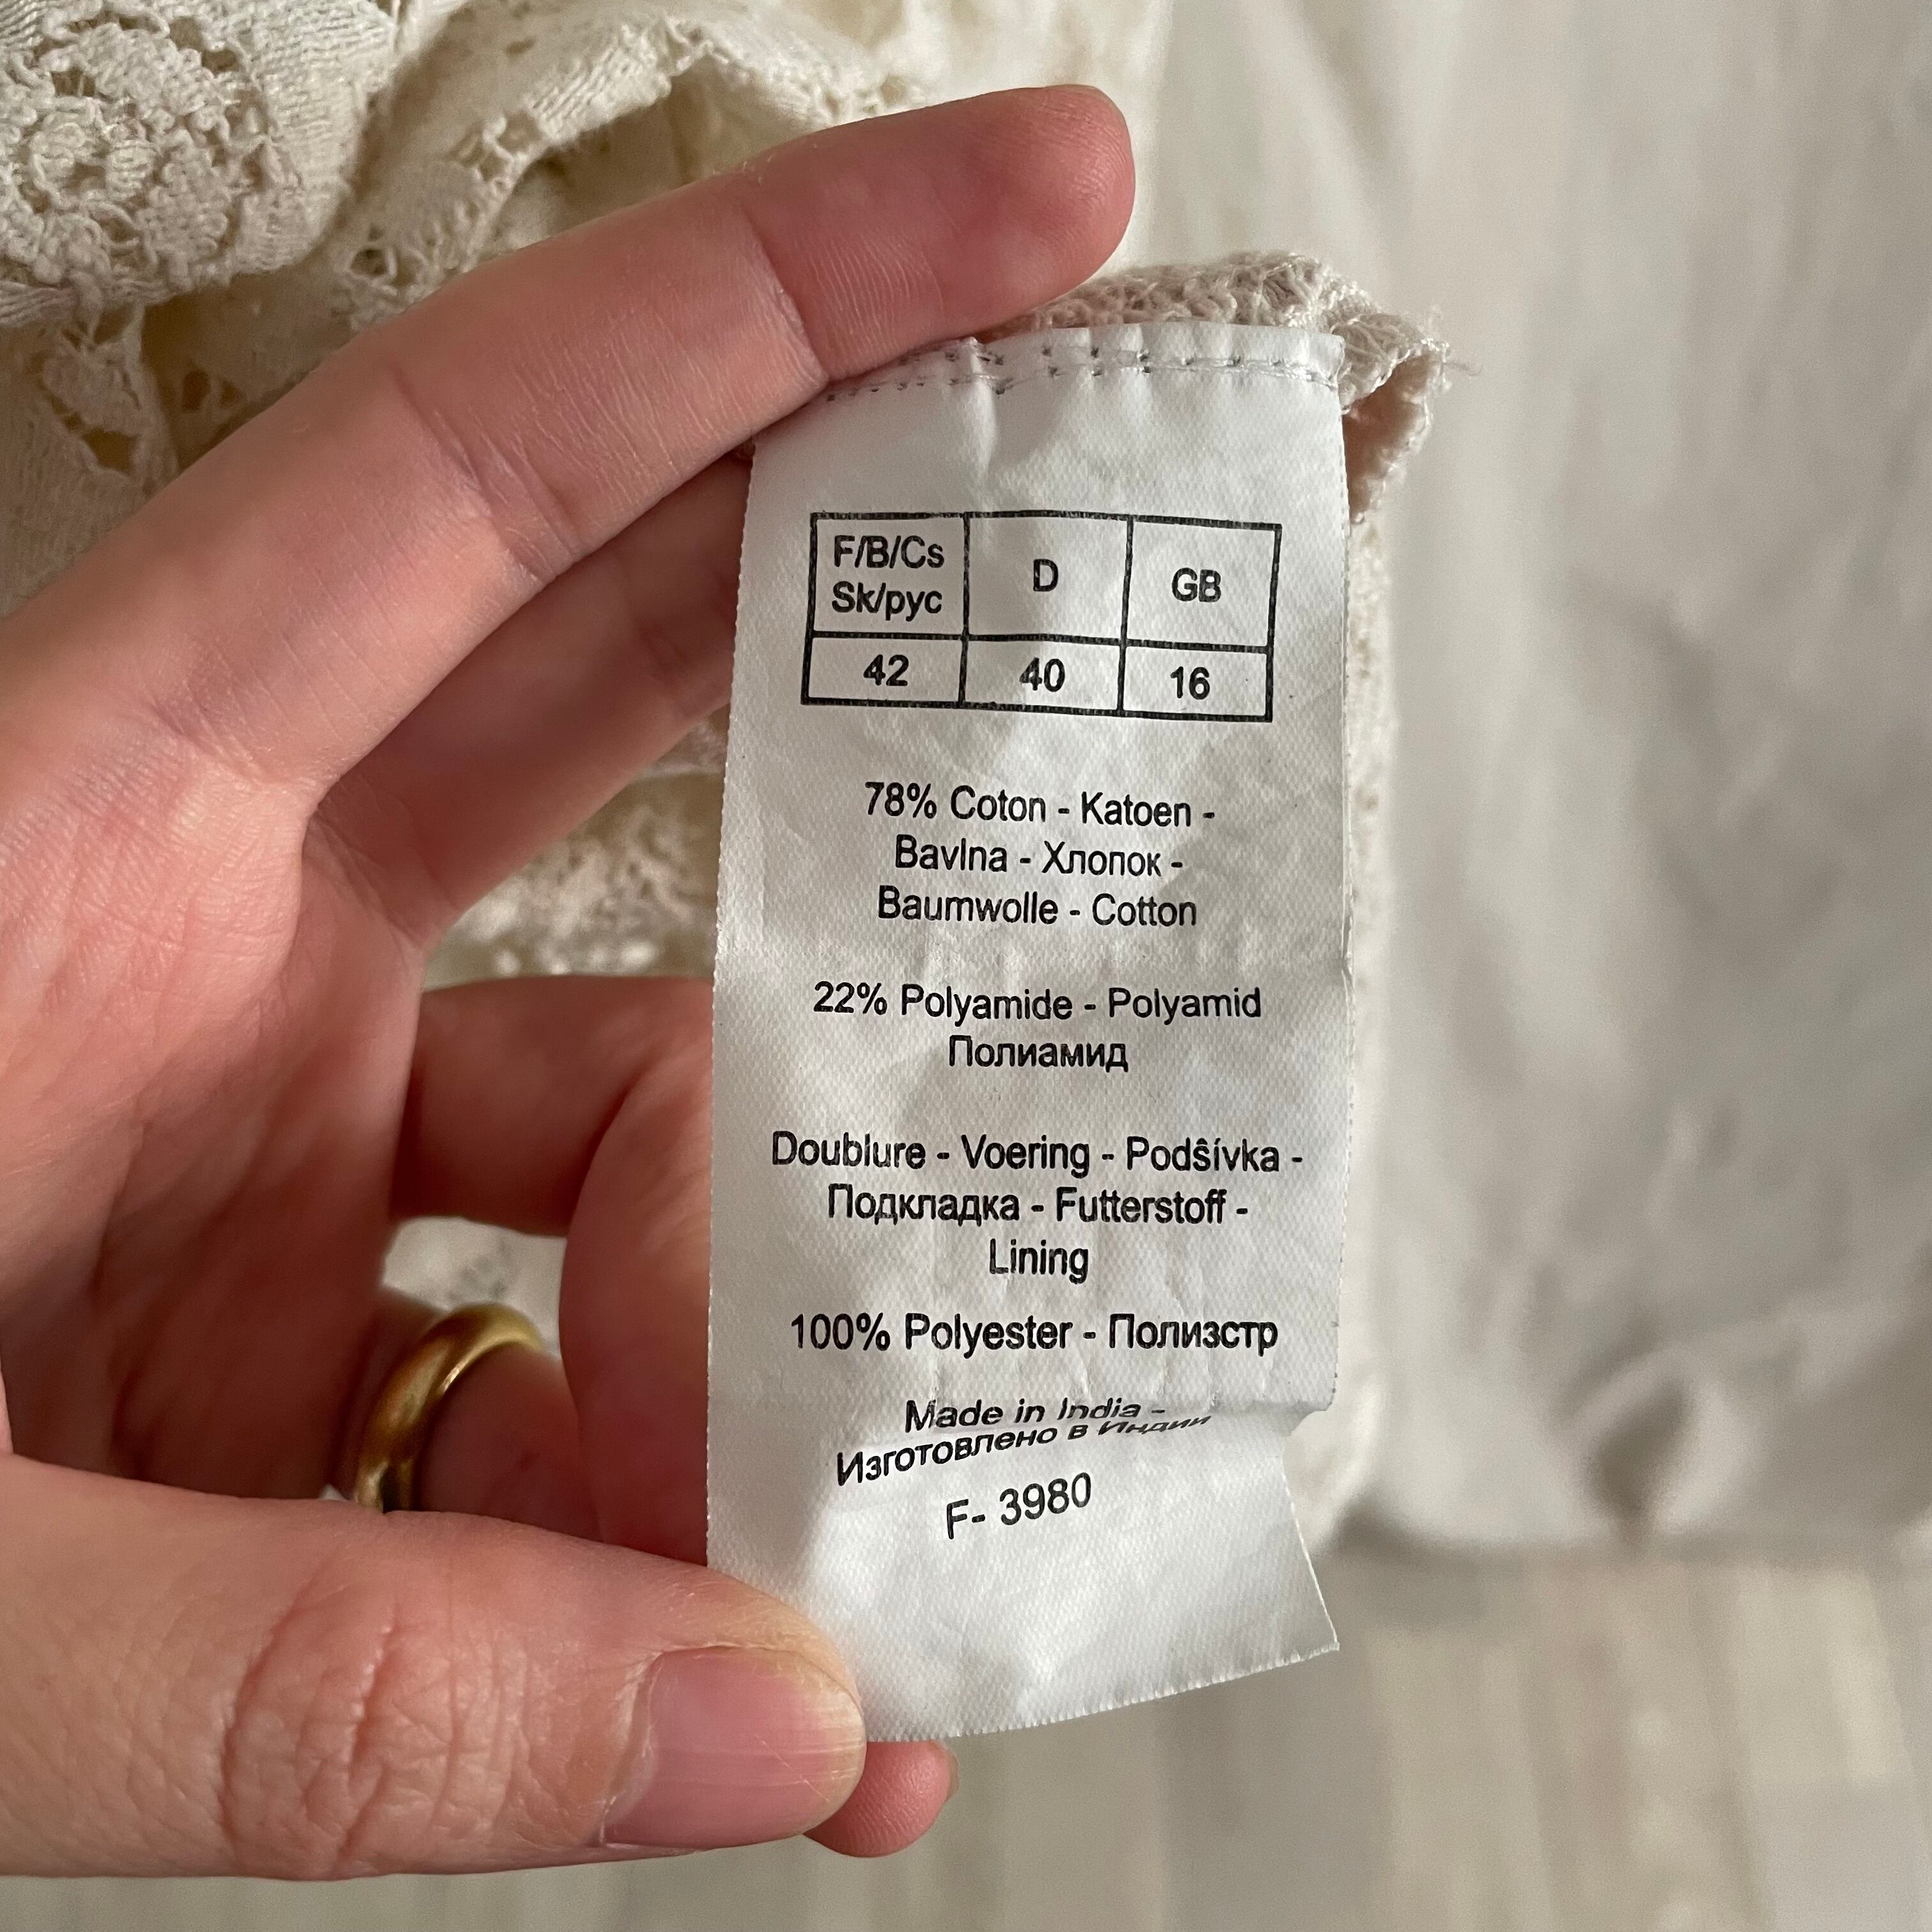 F/B/Cs D GB
Sk/рус
42 40 16
78% Coton - Katoen -
Bavlna - Хлопок -
Baumwolle - Cotton
22% Polyamide - Polyamid
Полиамид
Doublure - Voering - Podŝívka -
Подкладка - Futterstoff -
Lining
100% Polyester - Полиэстр
Made in India -
Изготовлено в Индии
F- 3980